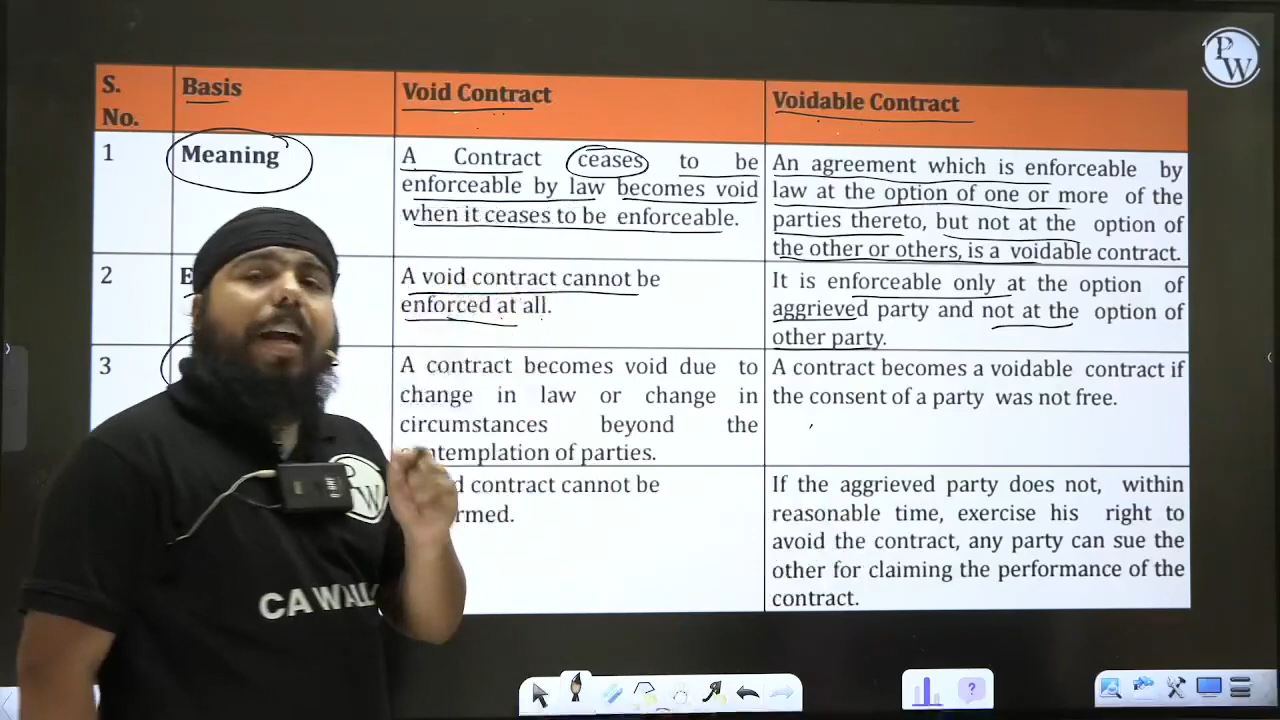 P
W
S.
No.
Basis
Void Contract
Voidable Contract
1
Meaning
A Contract ceases to be
enforceable by law becomes void
when it ceases to be enforceable.
An agreement which is enforceable by
law at the option of one or more of the
parties thereto, but not at the option of
the other or others, is a voidable contract.
2
A void contract cannot be
enforced at all.
It is enforceable only at the option of
aggrieved party and not at the option of
other party.
3
A contract becomes void due to
change in law or change in
circumstances beyond the
of parties.
A contract becomes a voidable contract if
the consent of a party was not free.
contract cannot be
If the aggrieved party does not, within
reasonable time, exercise his right to
avoid the contract, any party can sue the
other for claiming the performance of the
contract.
P
W
CA